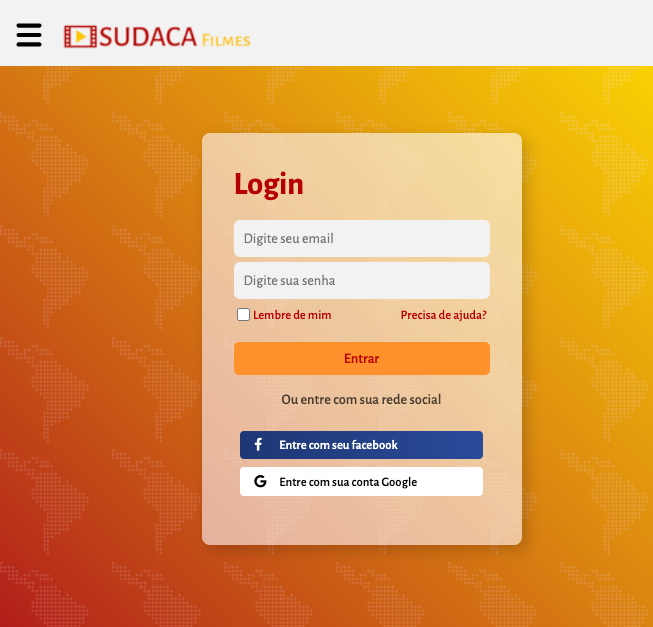 SUDACA FILMES
Login
Digite seu email
Digite sua senha
Lembre de mim Precisa de ajuda?
Entrar
Ou entre com sua rede social
Entre com seu facebook
Entre com sua conta Google